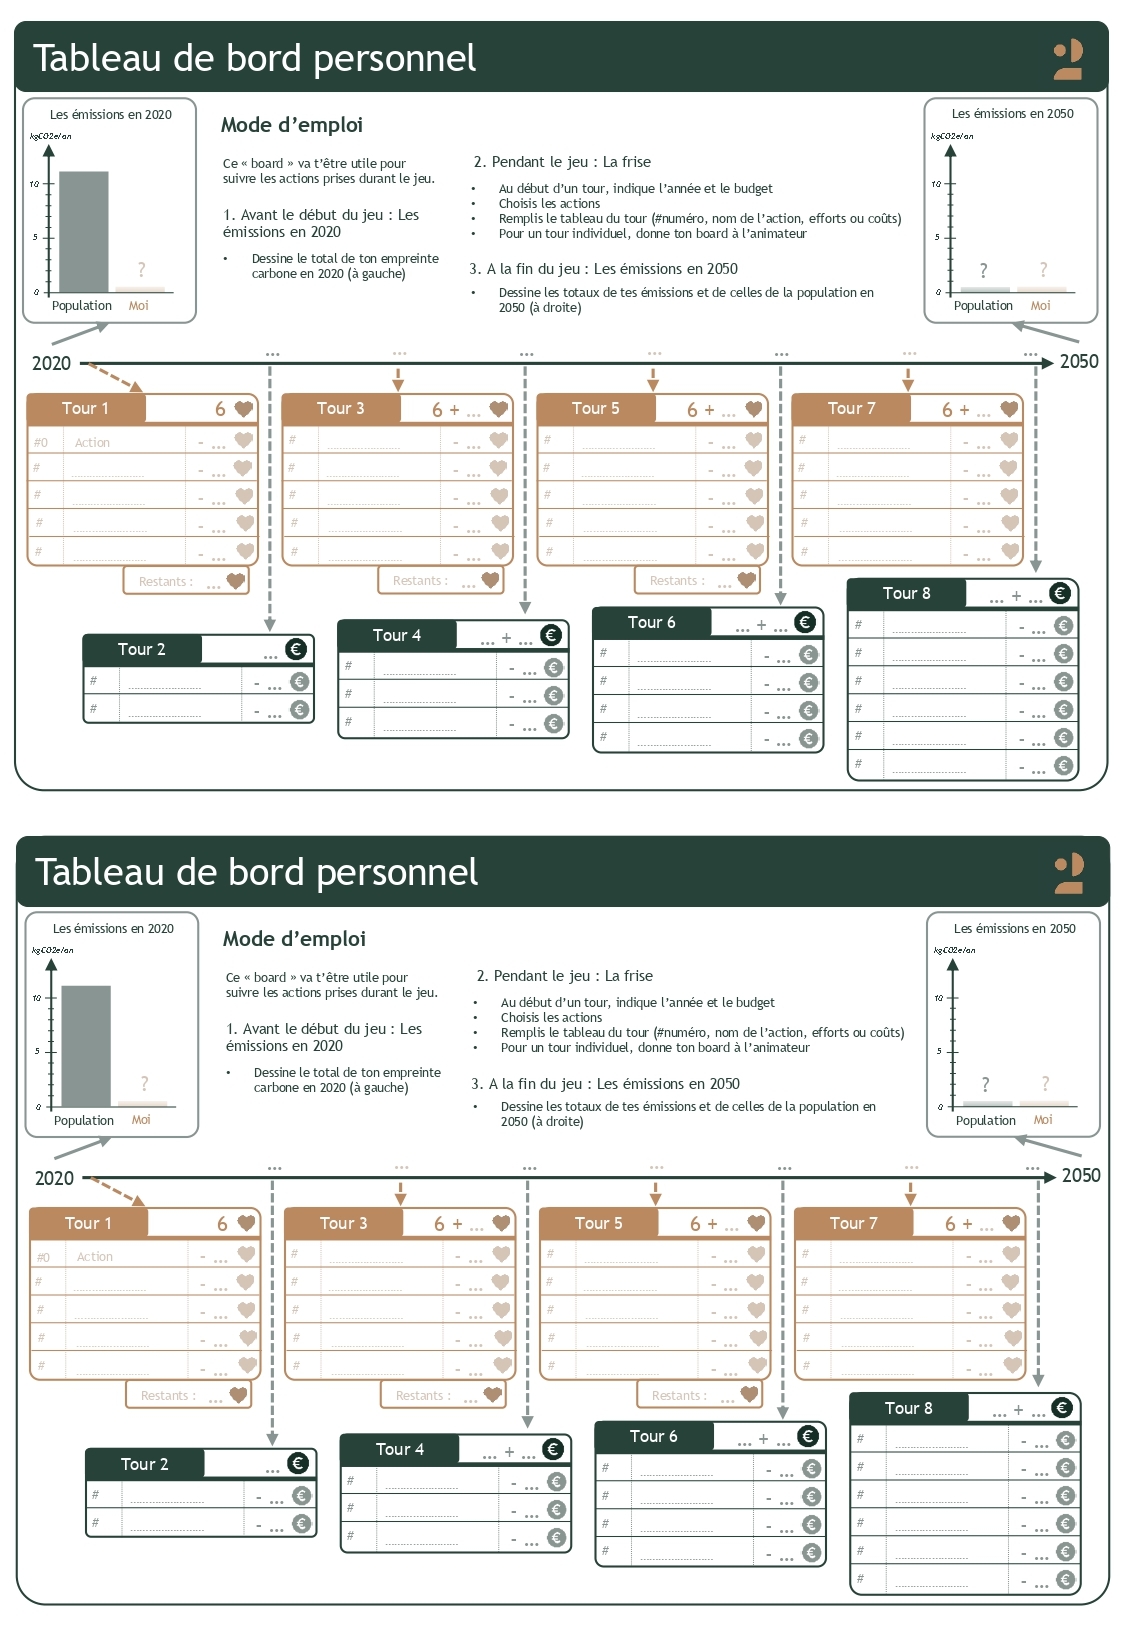 Tableau de bord personnel
Les émissions en 2020
kgCO2e/an
10
5
0
?
Population Moi
Mode d’emploi
Ce « board » va t’être utile pour
suivre les actions prises durant le jeu.
1. Avant le début du jeu : Les
émissions en 2020
• Dessine le total de ton empreinte
carbone en 2020 (à gauche)
2. Pendant le jeu : La frise
• Au début d’un tour, indique l’année et le budget
• Choisis les actions
• Remplis le tableau du tour (#numéro, nom de l’action, efforts ou coûts)
• Pour un tour individuel, donne ton board à l’animateur
3. A la fin du jeu : Les émissions en 2050
• Dessine les totaux de tes émissions et de celles de la population en
2050 (à droite)
Les émissions en 2050
kgCO2e/an
10
5
0
? ?
Population Moi
2020 ... ... ... ... ... ... ... 2050
Tour 1 6
#0 Action - ...
# - ...
# - ...
# - ...
# - ...
Restants : ...
Tour 3 6 + ...
# - ...
# - ...
# - ...
# - ...
# - ...
Restants : ...
Tour 5 6 + ...
# - ...
# - ...
# - ...
# - ...
# - ...
Restants : ...
Tour 7 6 + ...
# - ...
# - ...
# - ...
# - ...
# - ...
Tour 2 ... €
# - ... €
# - ... €
Tour 4 ... + ... €
# - ... €
# - ... €
# - ... €
Tour 6 ... + ... €
# - ... €
# - ... €
# - ... €
# - ... €
Tour 8 ... + ... €
# - ... €
# - ... €
# - ... €
# - ... €
# - ... €
# - ... €
Tableau de bord personnel
Les émissions en 2020
kgCO2e/an
10
5
0
?
Population Moi
Mode d’emploi
Ce « board » va t’être utile pour
suivre les actions prises durant le jeu.
1. Avant le début du jeu : Les
émissions en 2020
• Dessine le total de ton empreinte
carbone en 2020 (à gauche)
2. Pendant le jeu : La frise
• Au début d’un tour, indique l’année et le budget
• Choisis les actions
• Remplis le tableau du tour (#numéro, nom de l’action, efforts ou coûts)
• Pour un tour individuel, donne ton board à l’animateur
3. A la fin du jeu : Les émissions en 2050
• Dessine les totaux de tes émissions et de celles de la population en
2050 (à droite)
Les émissions en 2050
kgCO2e/an
10
5
0
? ?
Population Moi
2020 ... ... ... ... ... ... ... 2050
Tour 1 6
#0 Action - ...
# - ...
# - ...
# - ...
# - ...
Restants : ...
Tour 3 6 + ...
# - ...
# - ...
# - ...
# - ...
# - ...
Restants : ...
Tour 5 6 + ...
# - ...
# - ...
# - ...
# - ...
# - ...
Restants : ...
Tour 7 6 + ...
# - ...
# - ...
# - ...
# - ...
# - ...
Tour 2 ... €
# - ... €
# - ... €
Tour 4 ... + ... €
# - ... €
# - ... €
# - ... €
Tour 6 ... + ... €
# - ... €
# - ... €
# - ... €
# - ... €
Tour 8 ... + ... €
# - ... €
# - ... €
# - ... €
# - ... €
# - ... €
# - ... €